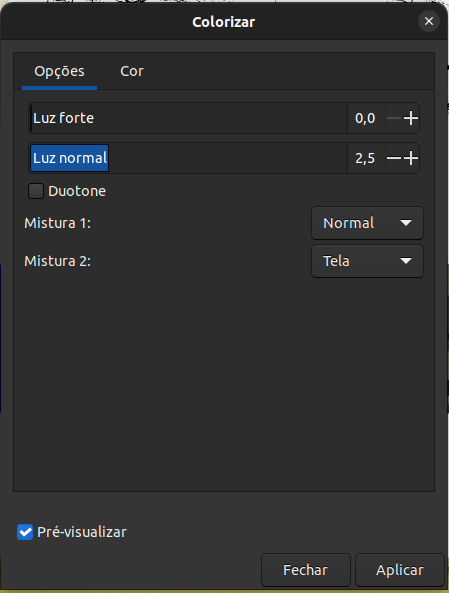 Colorizar
Opções Cor
Luz forte 0,0
Luz normal 2,5
Duotone
Mistura 1: Normal
Mistura 2: Tela
Pré-visualizar
Fechar Aplicar